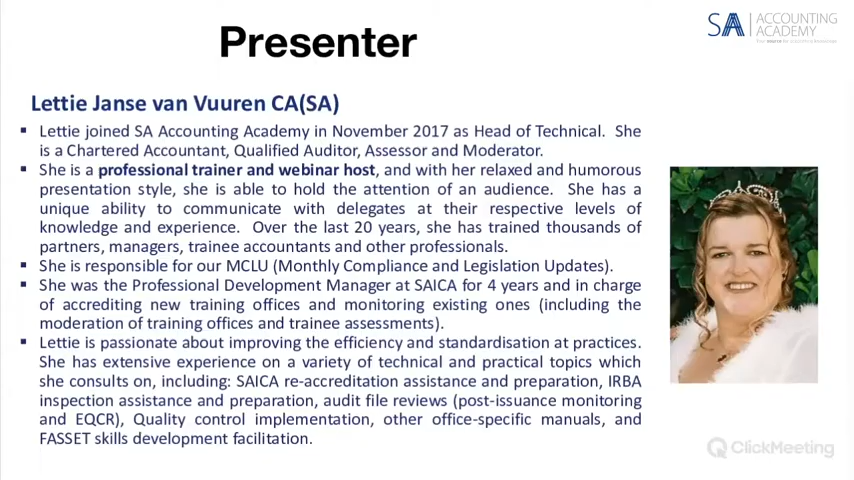 Presenter
SA ACCOUNTING
ACADEMY
Lettie Janse van Vuuren CA(SA)
▪ Lettie joined SA Accounting Academy in November 2017 as Head of Technical. She
is a Chartered Accountant, Qualified Auditor, Assessor and Moderator.
▪ She is a professional trainer and webinar host, and with her relaxed and humorous
presentation style, she is able to hold the attention of an audience. She has a
unique ability to communicate with delegates at their respective levels of
knowledge and experience. Over the last 20 years, she has trained thousands of
partners, managers, trainee accountants and other professionals.
▪ She is responsible for our MCLU (Monthly Compliance and Legislation Updates).
▪ She was the Professional Development Manager at SAICA for 4 years and in charge
of accrediting new training offices and monitoring existing ones (including the
moderation of training offices and trainee assessments).
▪ Lettie is passionate about improving the efficiency and standardisation at practices.
She has extensive experience on a variety of technical and practical topics which
she consults on, including: SAICA re-accreditation assistance and preparation, IRBA
inspection assistance and preparation, audit file reviews (post-issuance monitoring
and EQCR), Quality control implementation, other office-specific manuals, and
FASSET skills development facilitation.
ClickMeeting